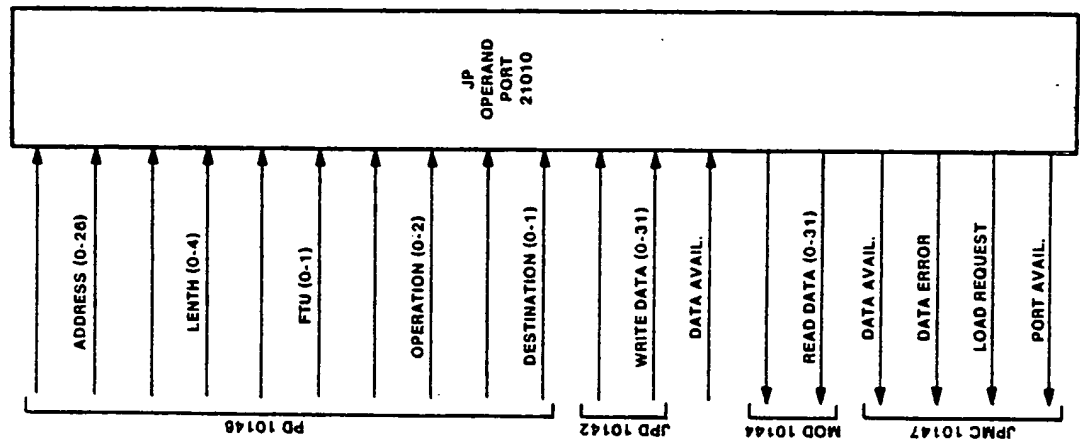 JP
OPERAND
PORT
21010
ADDRESS (0-28)
LENTH (0-4)
FTU (0-1)
OPERATION (0-2)
DESTINATION (0-1)
WRITE DATA (0-31)
DATA AVAIL.
READ DATA (0-31)
DATA AVAIL.
DATA ERROR
LOAD REQUEST
PORT AVAIL.
PD 10146
JPD 10142
MOD 10144
JPMC 10147